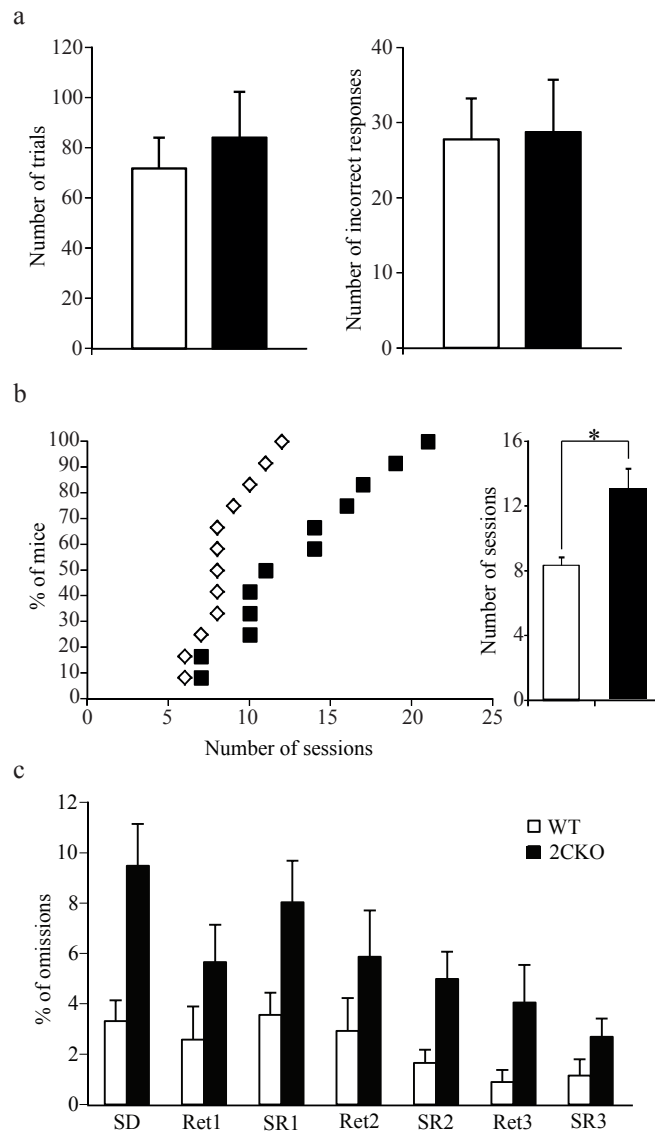 a
Number of trials
120
100
80
60
40
20
0
Number of incorrect responses
40
30
20
10
0
b
% of mice
100
90
80
70
60
50
40
30
20
10
0
0 5 10 15 20 25
Number of sessions
Number of sessions
16
12
8
4
0
*
c
% of omissions
12
10
8
6
4
2
0
WT
2CKO
SD Ret1 SR1 Ret2 SR2 Ret3 SR3